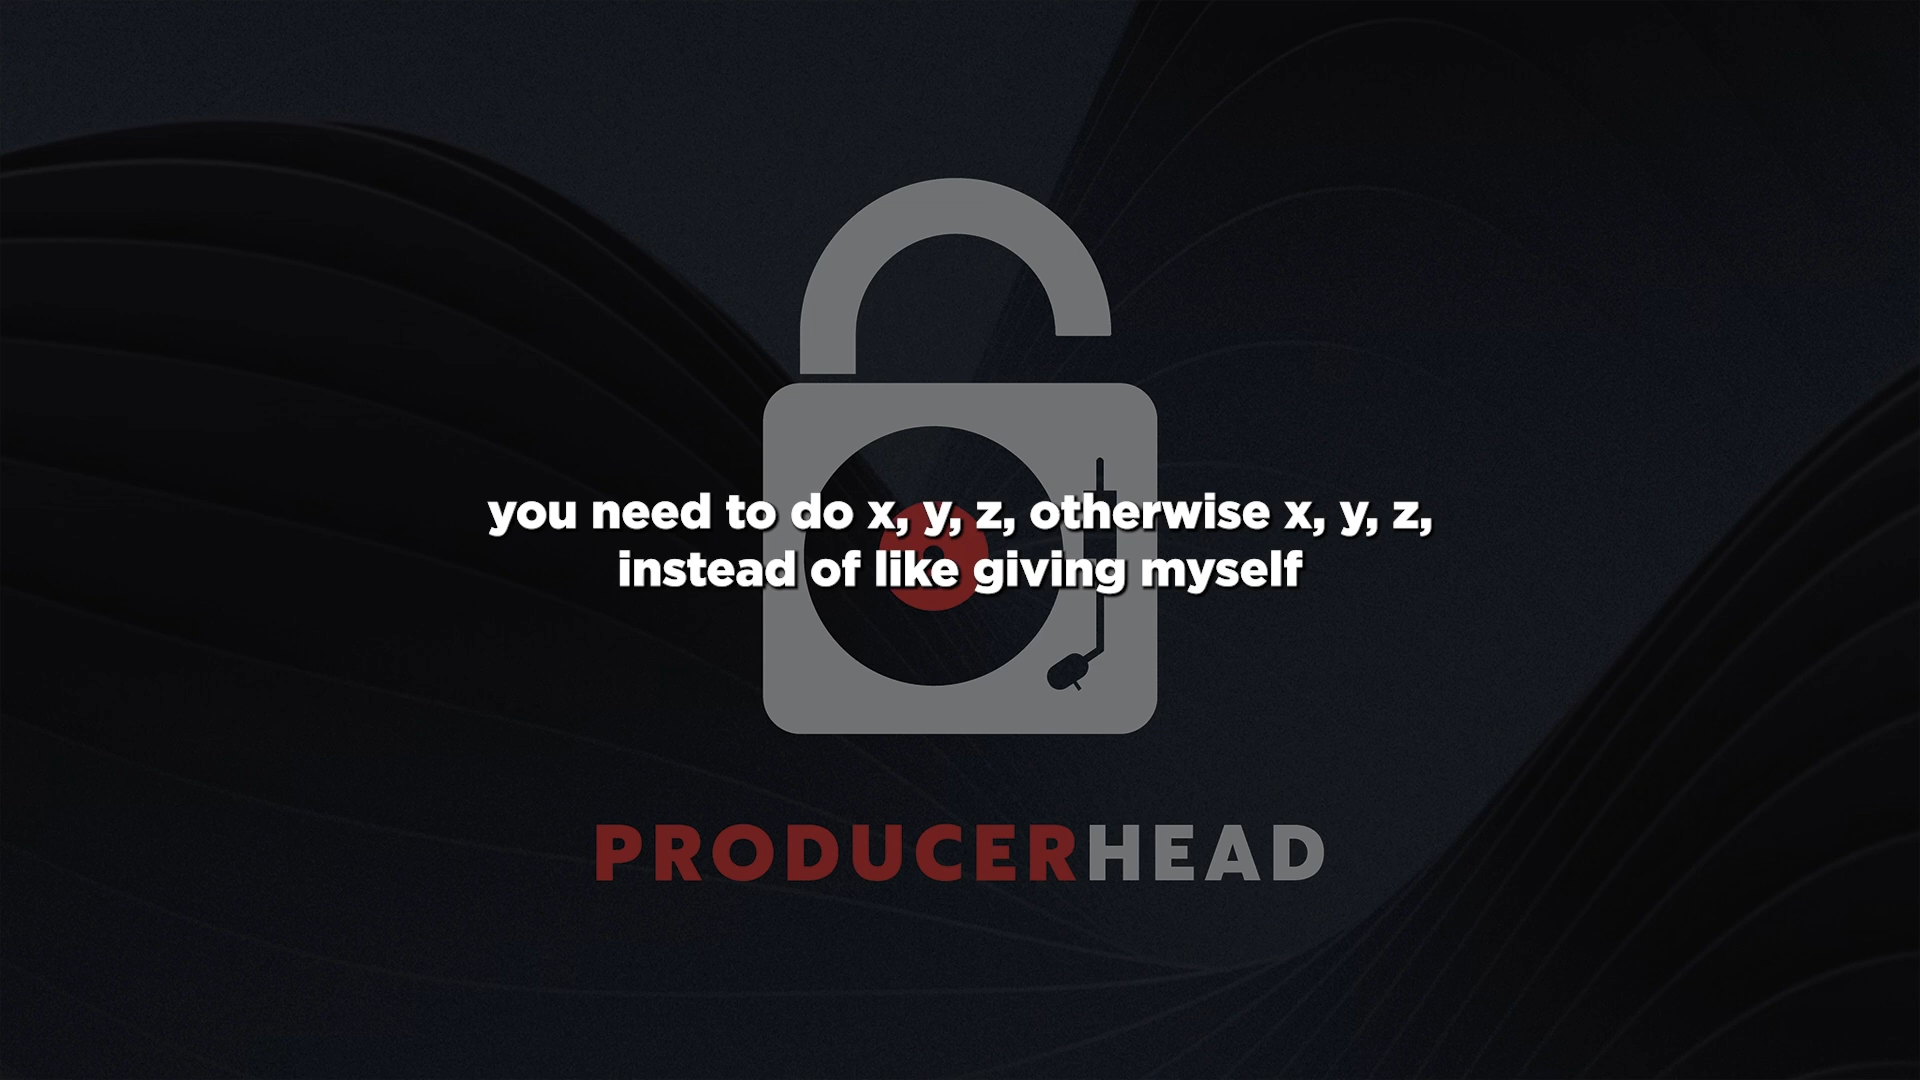 you need to do x, y, z, otherwise x, y, z,
instead of like giving myself
PRODUCERHEAD